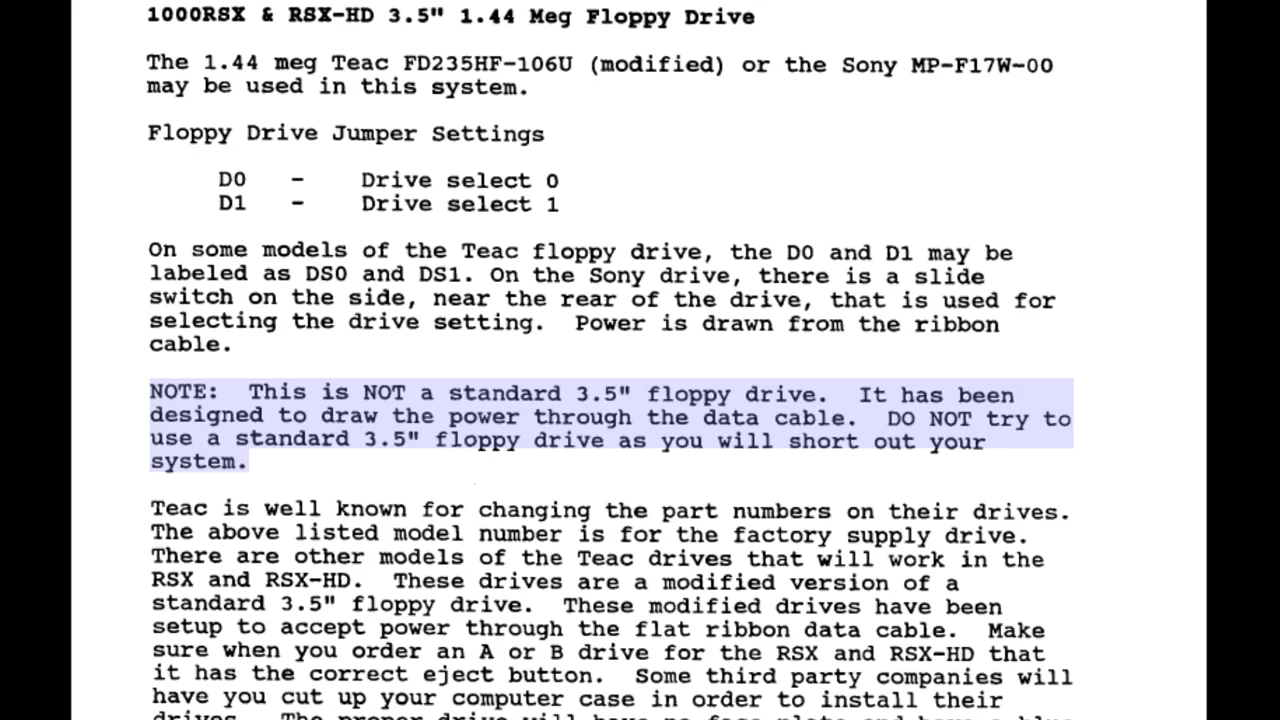 1000RSX & RSX-HD 3.5" 1.44 Meg Floppy Drive
The 1.44 meg Teac FD235HF-106U (modified) or the Sony MP-F17W-00
may be used in this system.
Floppy Drive Jumper Settings
D0 - Drive select 0
D1 - Drive select 1
On some models of the Teac floppy drive, the D0 and D1 may be
labeled as DS0 and DS1. On the Sony drive, there is a slide
switch on the side, near the rear of the drive, that is used for
selecting the drive setting. Power is drawn from the ribbon
cable.
NOTE: This is NOT a standard 3.5" floppy drive. It has been
designed to draw the power through the data cable. DO NOT try to
use a standard 3.5" floppy drive as you will short out your
system.
Teac is well known for changing the part numbers on their drives.
The above listed model number is for the factory supply drive.
There are other models of the Teac drives that will work in the
RSX and RSX-HD. These drives are a modified version of a
standard 3.5" floppy drive. These modified drives have been
setup to accept power through the flat ribbon data cable. Make
sure when you order an A or B drive for the RSX and RSX-HD that
it has the correct eject button. Some third party companies will
have you cut up your computer case in order to install their
drives. The proper drive will have no face plate and have a blue